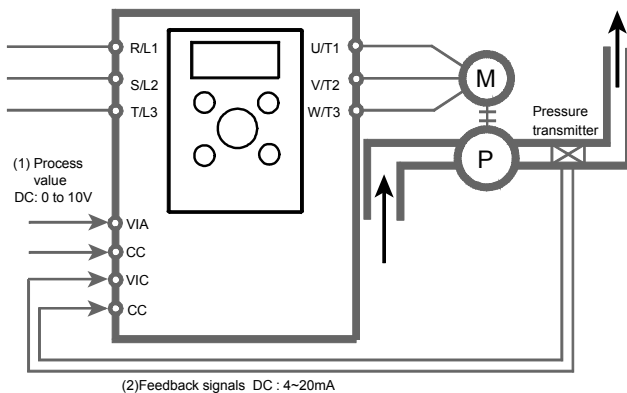 R/L1
U/T1
S/L2
V/T2
M
T/L3
W/T3
Pressure
transmitter
P
(1) Process
value
DC: 0 to 10V
VIA
CC
VIC
CC
(2)Feedback signals DC : 4~20mA